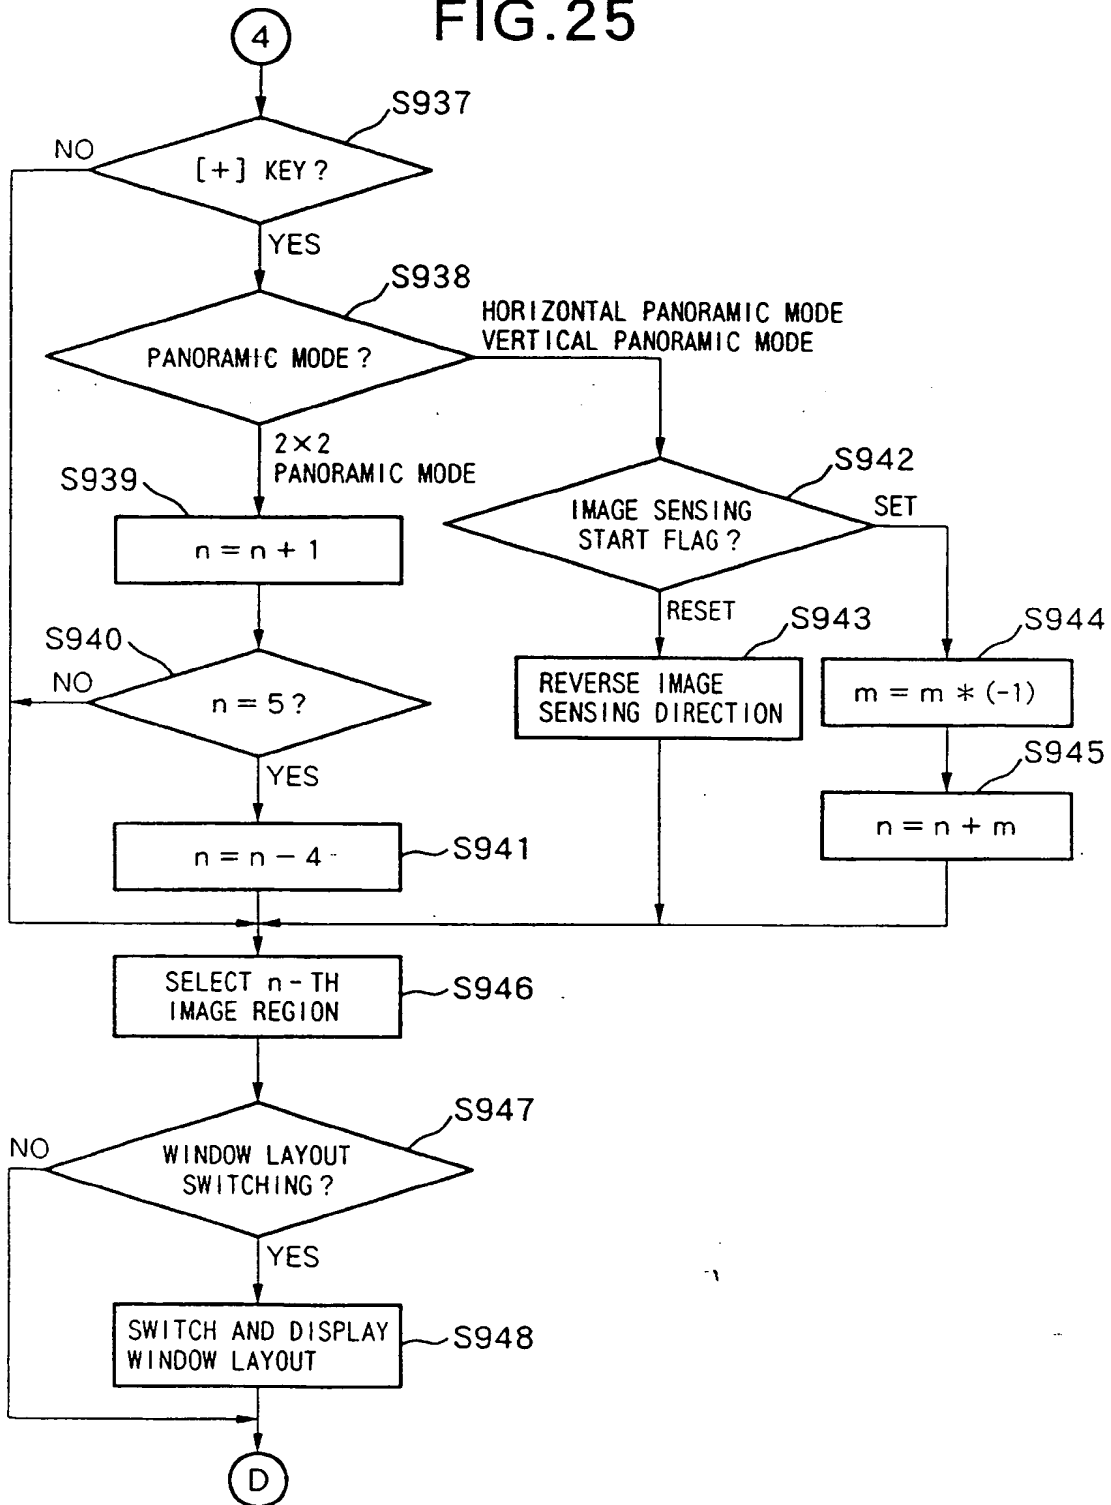 FIG.25
4
S937
NO
[+] KEY?
YES
S938
HORIZONTAL PANORAMIC MODE
VERTICAL PANORAMIC MODE
PANORAMIC MODE?
2×2
PANORAMIC MODE
S939
n = n + 1
S942
SET
IMAGE SENSING
START FLAG?
RESET
S940
NO
n = 5?
YES
S943
REVERSE IMAGE
SENSING DIRECTION
S944
m = m * (-1)
S945
n = n + m
n = n - 4
S941
SELECT n-TH
IMAGE REGION
S946
S947
NO
WINDOW LAYOUT
SWITCHING?
YES
SWITCH AND DISPLAY
WINDOW LAYOUT
S948
D